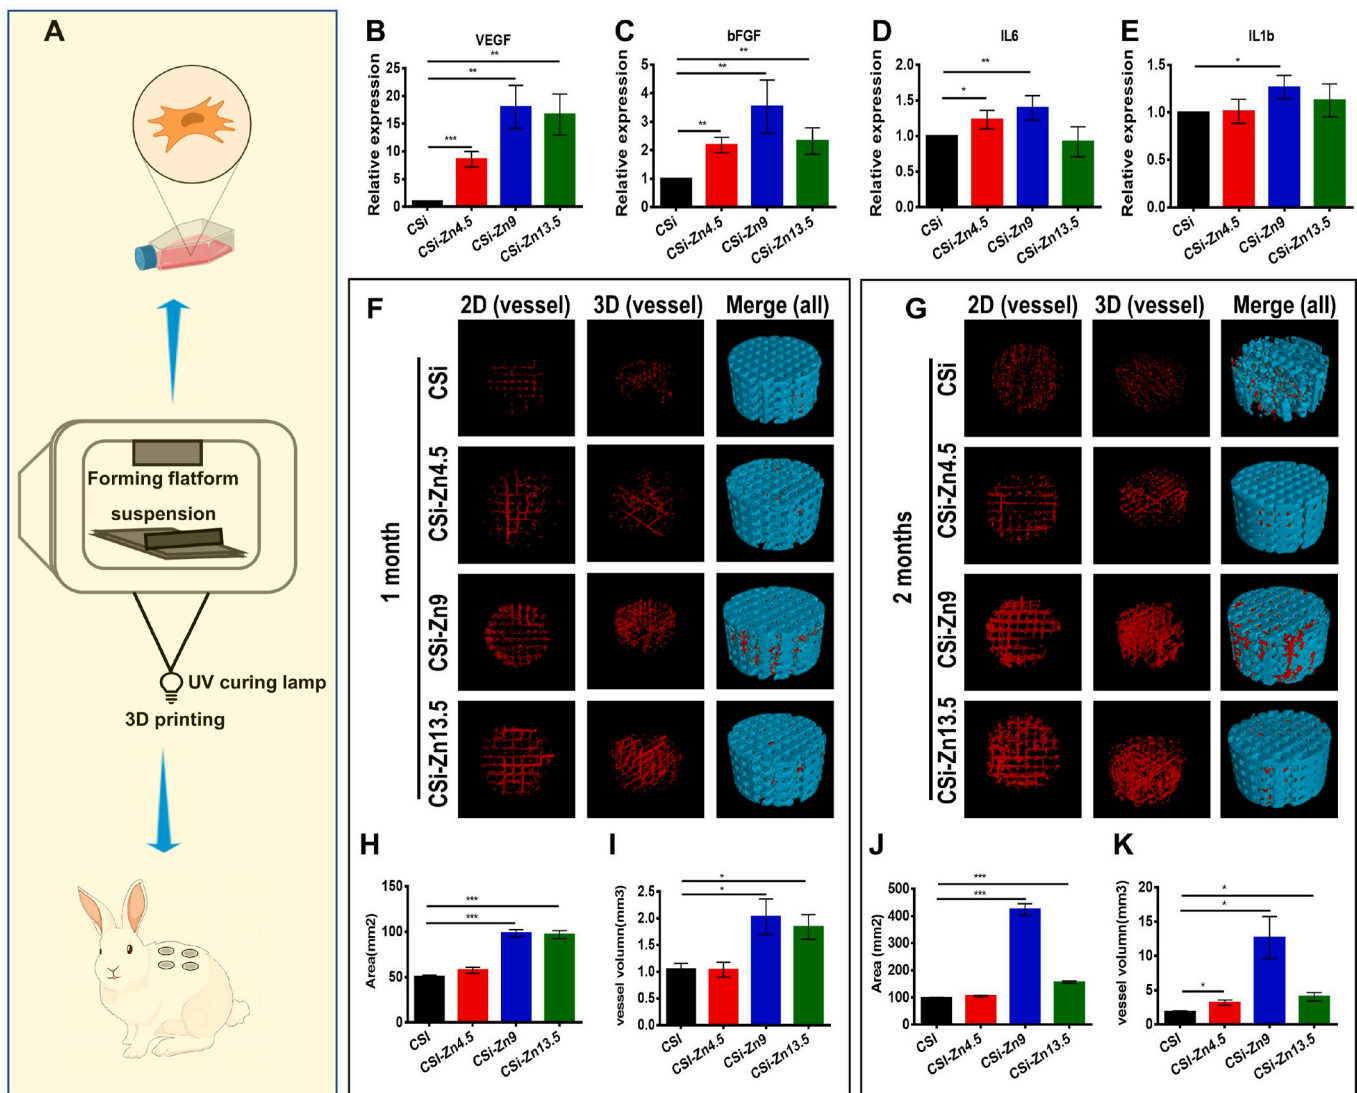 A
Forming flatform
suspension
UV curing lamp
3D printing
B
VEGF
Relative expression
25
20
15
10
5
0
**
**
***
CSi
CSi-Zn4.5
CSi-Zn9
CSi-Zn13.5
C
bFGF
Relative expression
5
4
3
2
1
0
**
**
**
CSi
CSi-Zn4.5
CSi-Zn9
CSi-Zn13.5
D
IL6
Relative expression
2.0
1.5
1.0
0.5
0.0
**
*
CSi
CSi-Zn4.5
CSi-Zn9
CSi-Zn13.5
E
IL1b
Relative expression
1.5
1.0
0.5
0.0
*
CSi
CSi-Zn4.5
CSi-Zn9
CSi-Zn13.5
F
2D (vessel) 3D (vessel) Merge (all)
1 month
CSi
CSi-Zn4.5
CSi-Zn9
CSi-Zn13.5
G
2D (vessel) 3D (vessel) Merge (all)
2 months
CSi
CSi-Zn4.5
CSi-Zn9
CSi-Zn13.5
H
Area(mm2)
150
100
50
0
***
***
CSI
CSI-Zn4.5
CSi-Zn9
CSi-Zn13.5
I
vessel volumn(mm3)
2.5
2.0
1.5
1.0
0.5
0.0
*
*
CSI
CSi-Zn4.5
CSi-Zn9
CSi-Zn13.5
J
Area (mm2)
500
400
300
200
100
0
***
***
CSI
CSi-Zn4.5
CSi-Zn9
CSi-Zn13.5
K
vessel volumn(mm3)
20
15
10
5
0
*
*
*
CSi
CSi-Zn4.5
CSi-Zn9
CSi-Zn13.5